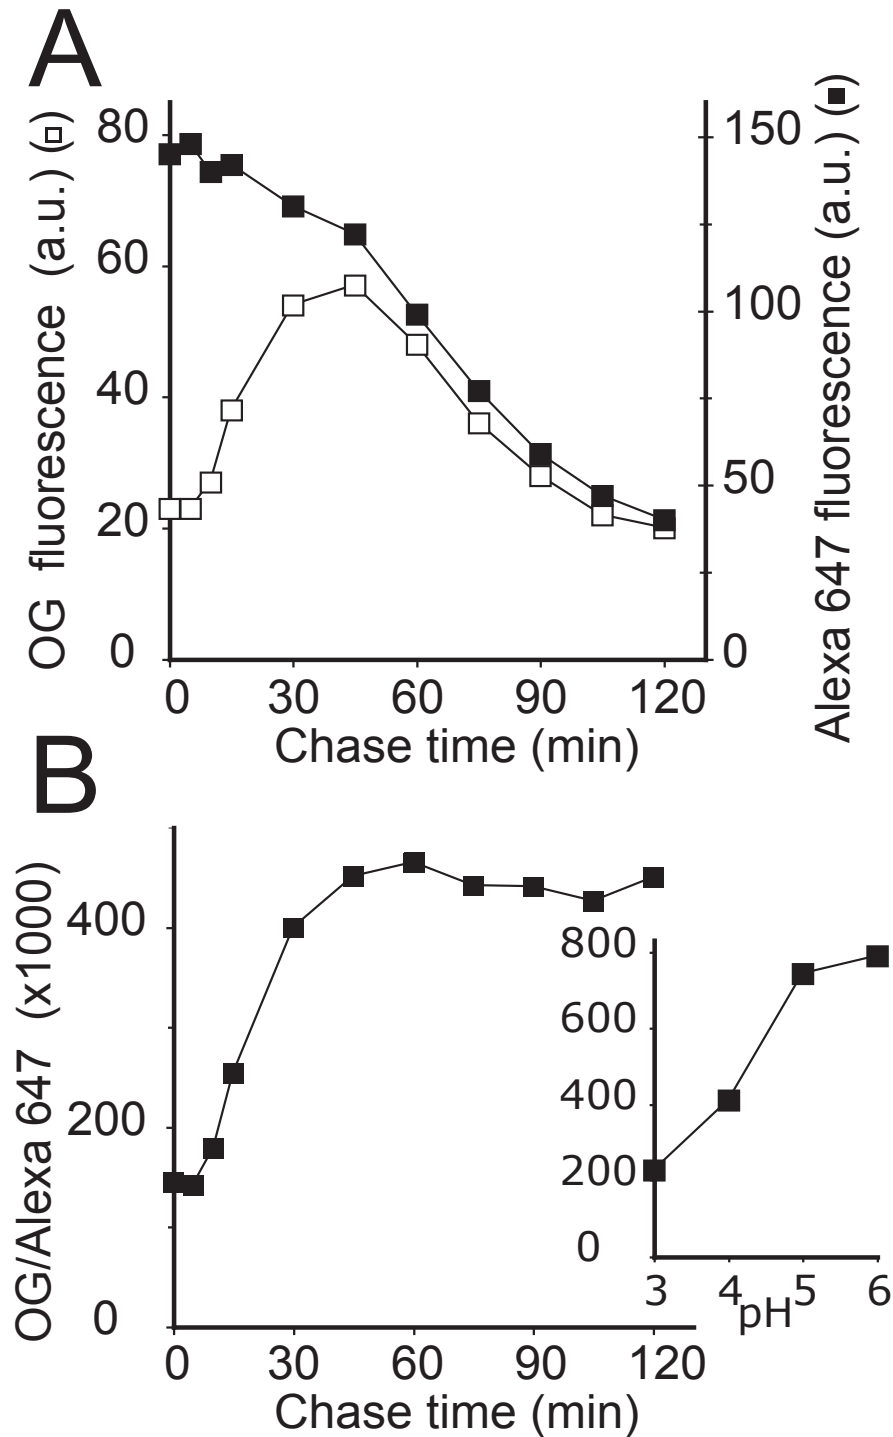 A
OG fluorescence (a.u.) (□)
80
60
40
20
0
150
100
50
0
Alexa 647 fluorescence (a.u.) (■)
0 30 60 90 120
Chase time (min)
B
OG/Alexa 647 (x1000)
400
200
0
800
600
400
200
0
3 4 5 6
pH
0 30 60 90 120
Chase time (min)